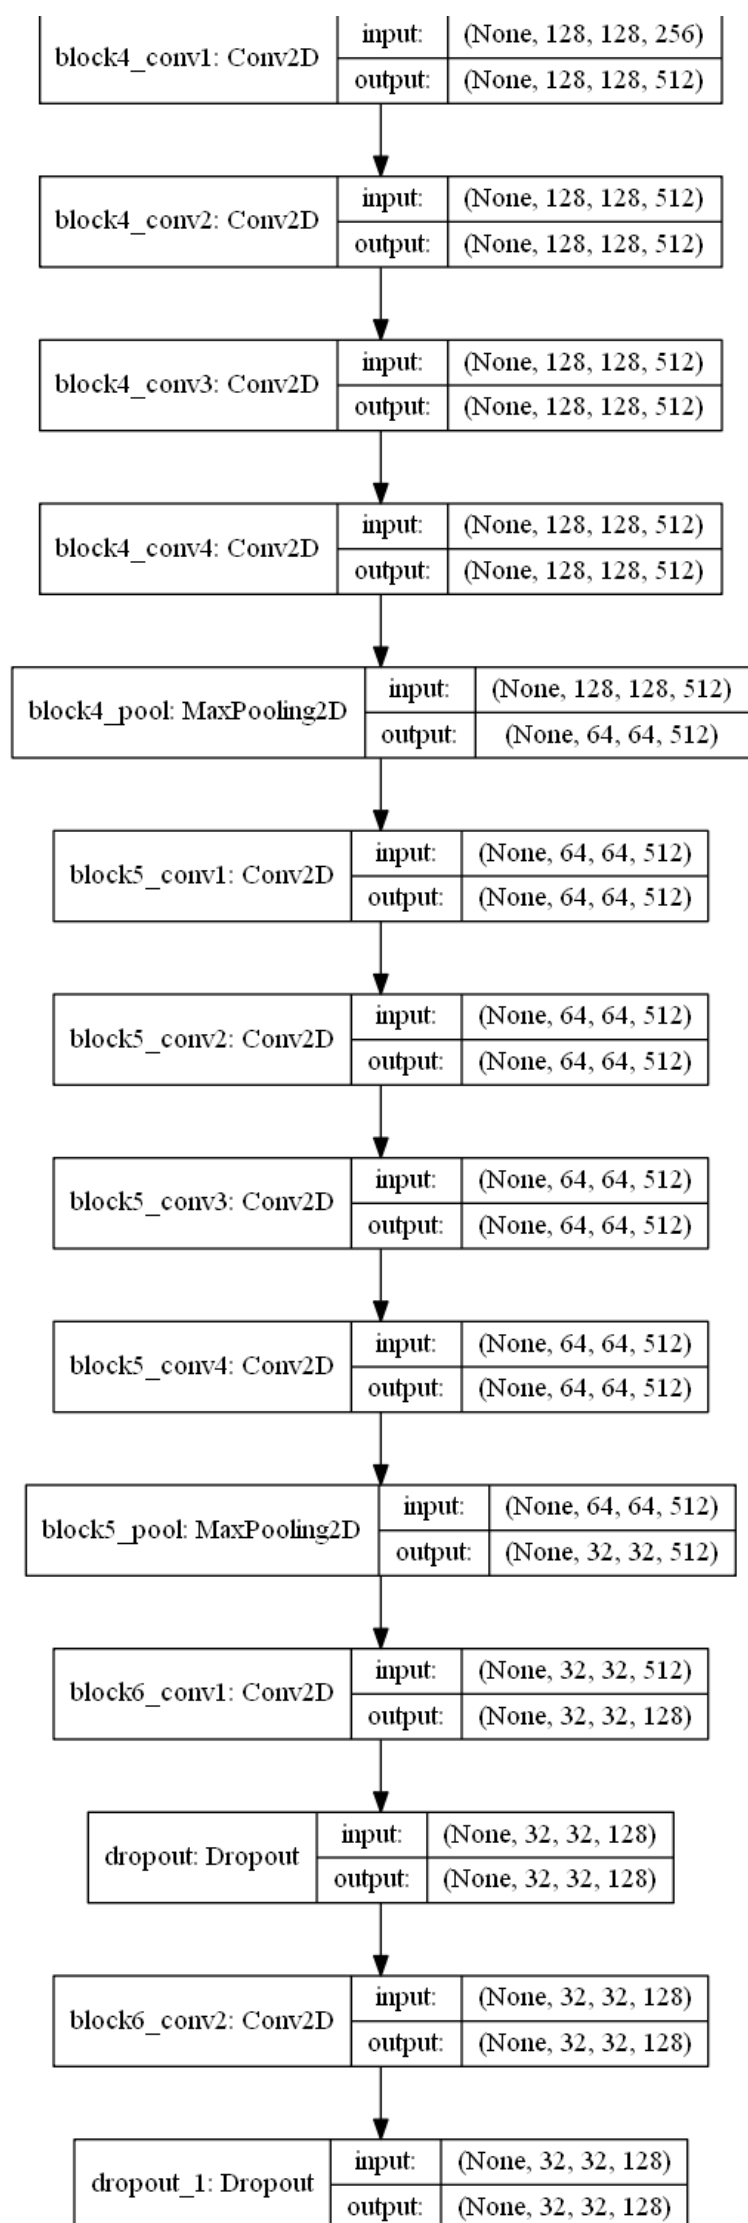 block4_conv1: Conv2D
input: (None, 128, 128, 256)
output: (None, 128, 128, 512)
block4_conv2: Conv2D
input: (None, 128, 128, 512)
output: (None, 128, 128, 512)
block4_conv3: Conv2D
input: (None, 128, 128, 512)
output: (None, 128, 128, 512)
block4_conv4: Conv2D
input: (None, 128, 128, 512)
output: (None, 128, 128, 512)
block4_pool: MaxPooling2D
input: (None, 128, 128, 512)
output: (None, 64, 64, 512)
block5_conv1: Conv2D
input: (None, 64, 64, 512)
output: (None, 64, 64, 512)
block5_conv2: Conv2D
input: (None, 64, 64, 512)
output: (None, 64, 64, 512)
block5_conv3: Conv2D
input: (None, 64, 64, 512)
output: (None, 64, 64, 512)
block5_conv4: Conv2D
input: (None, 64, 64, 512)
output: (None, 64, 64, 512)
block5_pool: MaxPooling2D
input: (None, 64, 64, 512)
output: (None, 32, 32, 512)
block6_conv1: Conv2D
input: (None, 32, 32, 512)
output: (None, 32, 32, 128)
dropout: Dropout
input: (None, 32, 32, 128)
output: (None, 32, 32, 128)
block6_conv2: Conv2D
input: (None, 32, 32, 128)
output: (None, 32, 32, 128)
dropout_1: Dropout
input: (None, 32, 32, 128)
output: (None, 32, 32, 128)